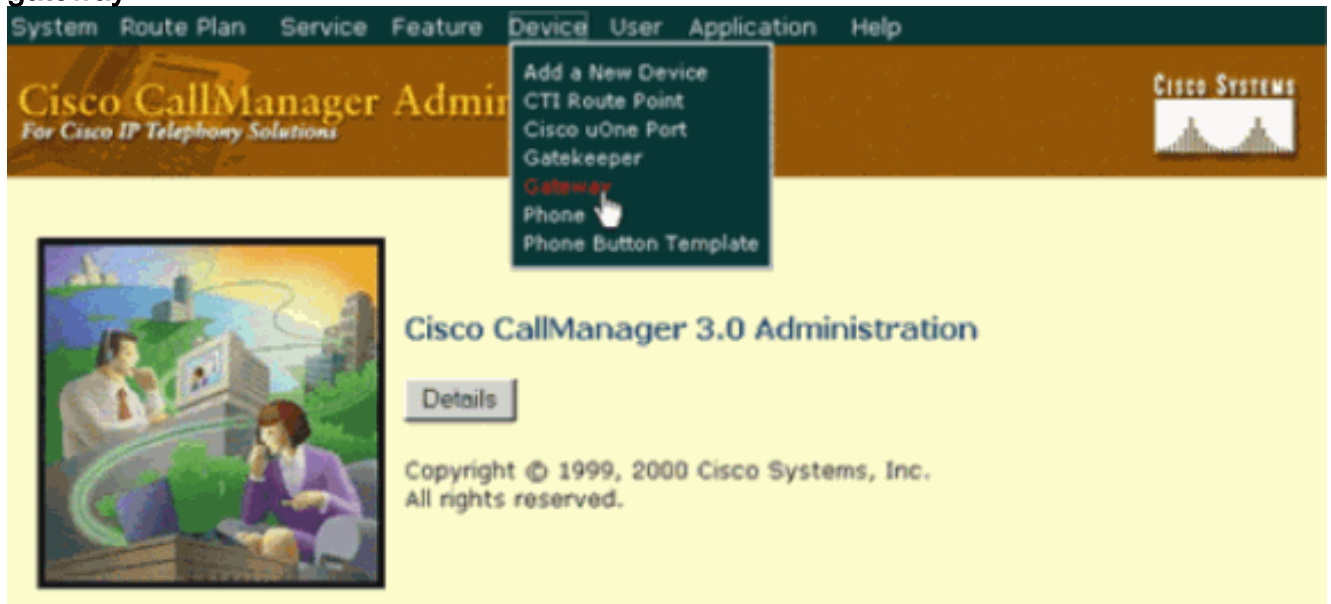 gateway
System Route Plan Service Feature Device User Application Help
Cisco CallManager Admin
For Cisco IP Telephony Solutions
Add a New Device
CTI Route Point
Cisco uOne Port
Gatekeeper
Gateway
Phone
Phone Button Template
CISCO SYSTEMS
Cisco CallManager 3.0 Administration
Details
Copyright © 1999, 2000 Cisco Systems, Inc.
All rights reserved.